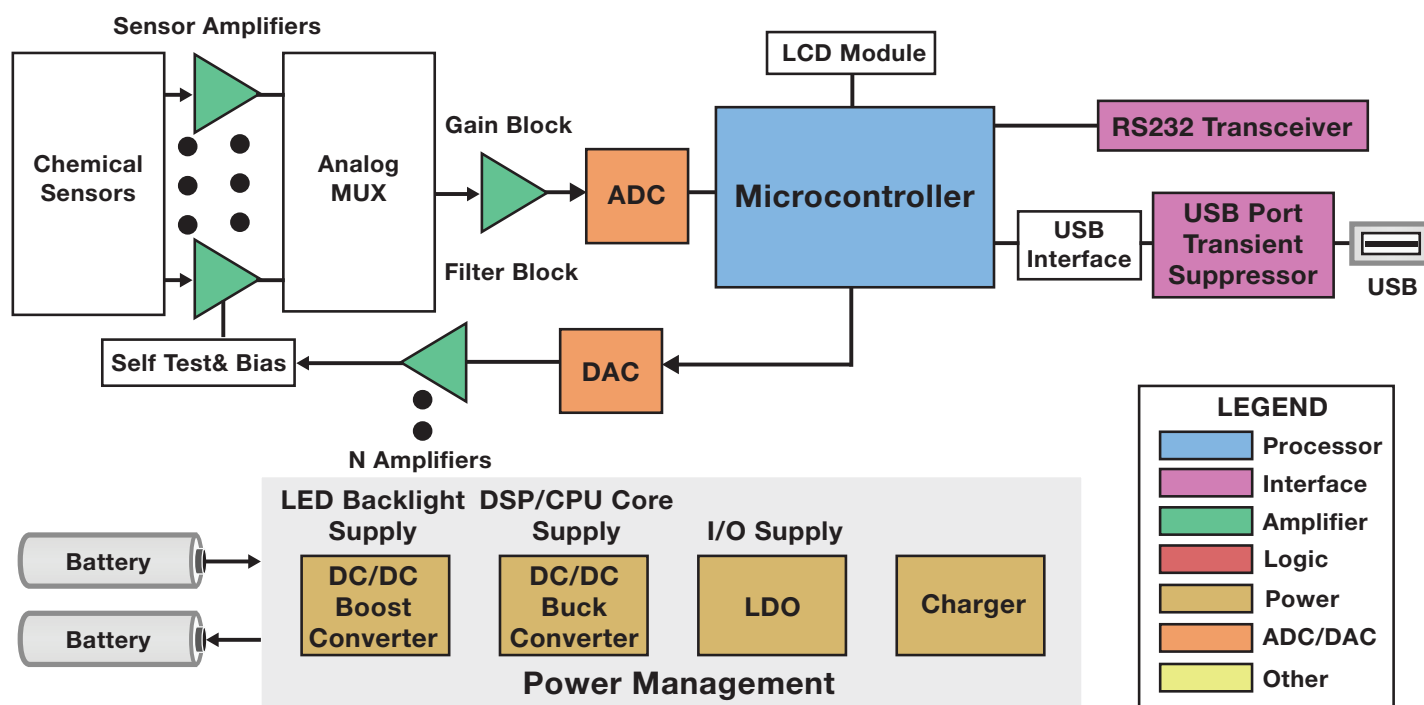 Sensor Amplifiers
Chemical
Sensors
Analog
MUX
Gain Block
Filter Block
ADC
LCD Module
Microcontroller
RS232 Transceiver
USB
Interface
USB Port
Transient
Suppressor
USB
Self Test& Bias
DAC
N Amplifiers
LED Backlight
Supply
DC/DC
Boost
Converter
DSP/CPU Core
Supply
DC/DC
Buck
Converter
I/O Supply
LDO
Charger
Power Management
Battery
Battery
LEGEND
Processor
Interface
Amplifier
Logic
Power
ADC/DAC
Other